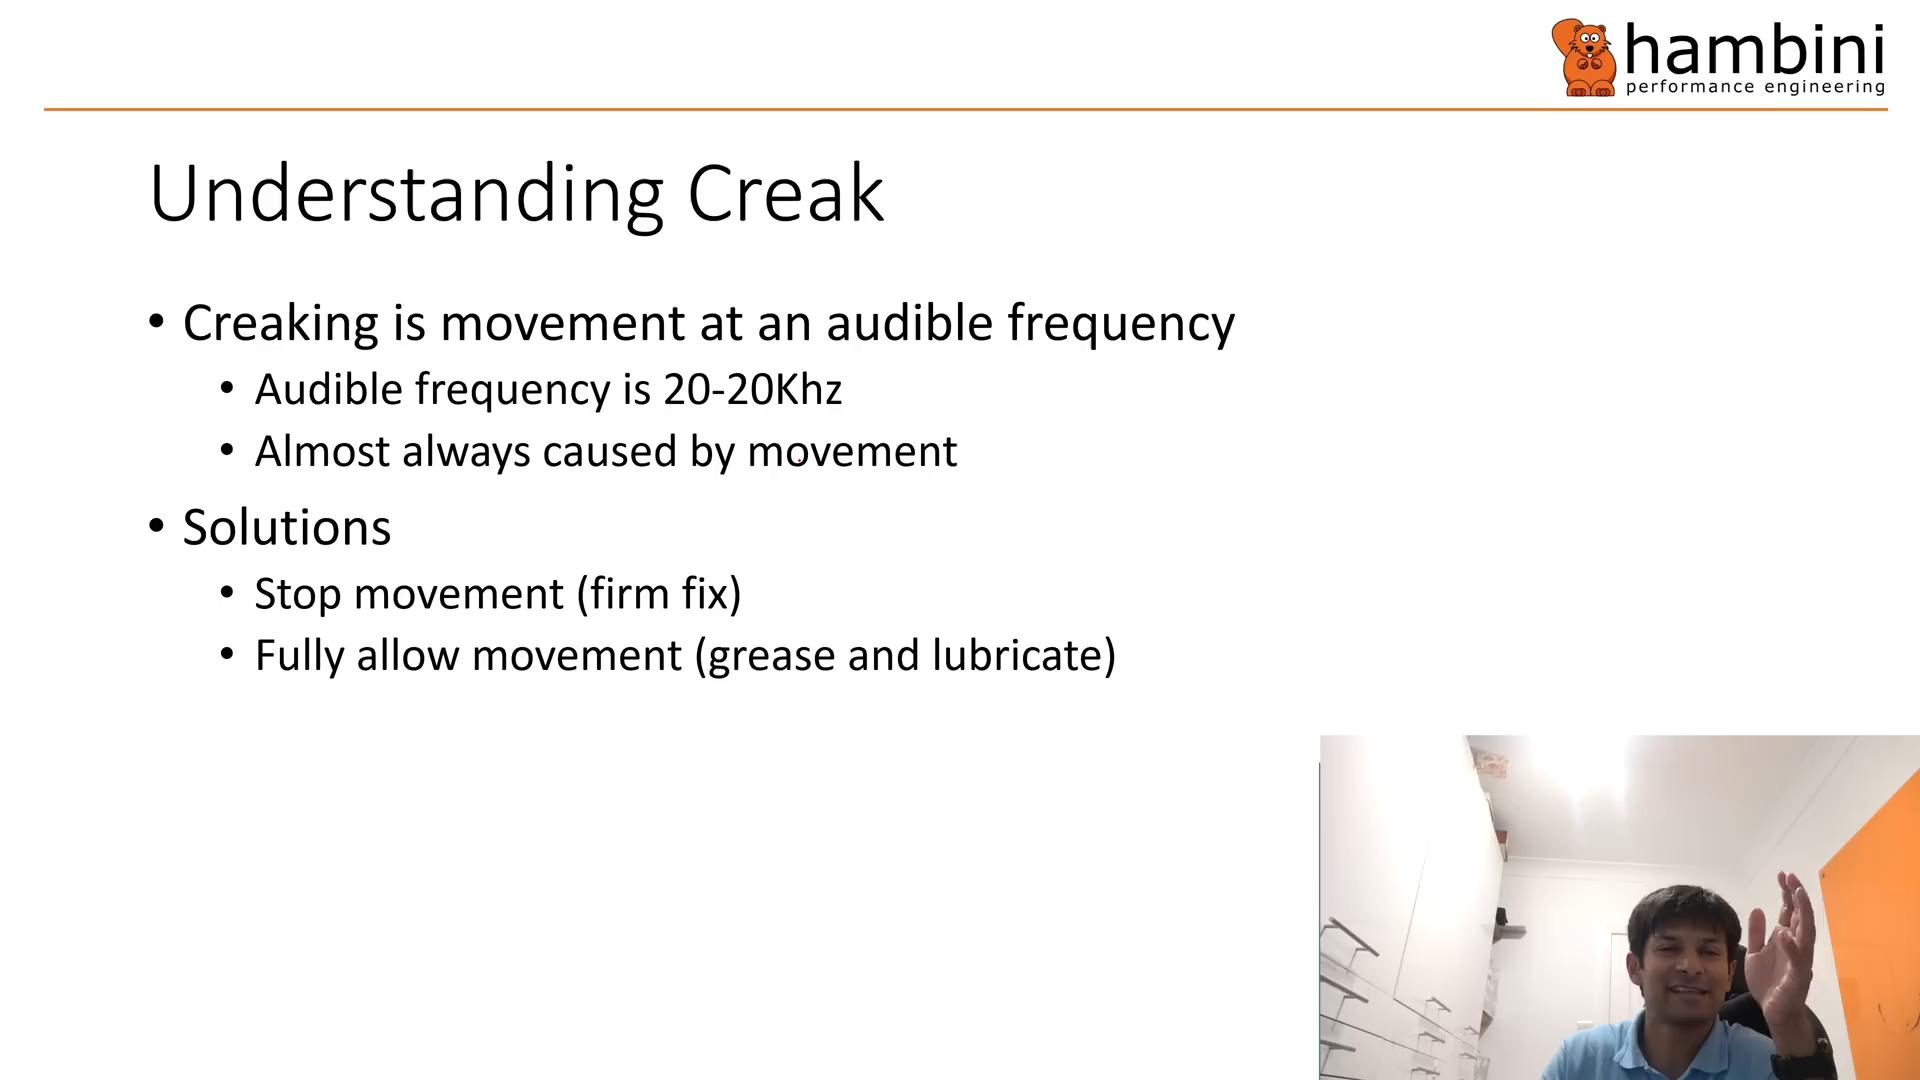 hambini
performance engineering
Understanding Creak
• Creaking is movement at an audible frequency
• Audible frequency is 20-20Khz
• Almost always caused by movement
• Solutions
• Stop movement (firm fix)
• Fully allow movement (grease and lubricate)